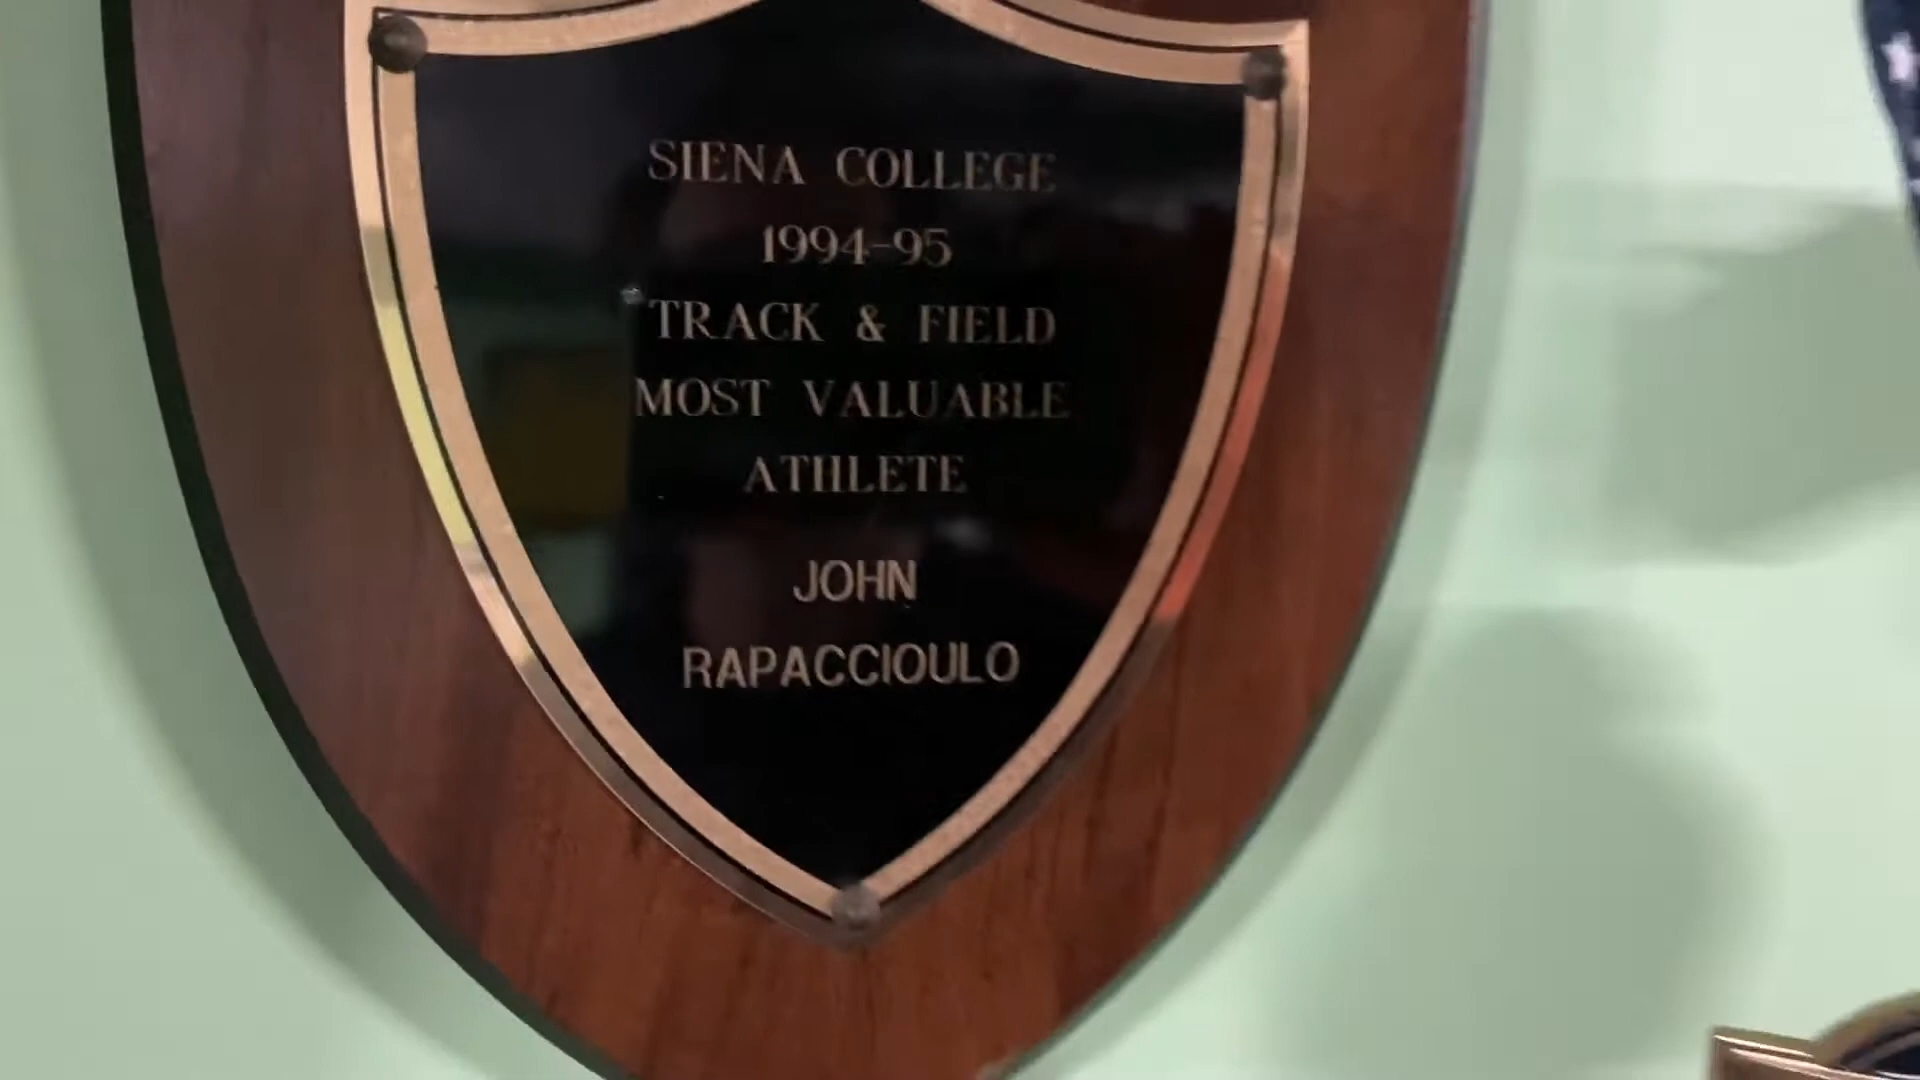 SIENA COLLEGE
1994-95
TRACK & FIELD
MOST VALUABLE
ATHLETE
JOHN
RAPACCIOULO